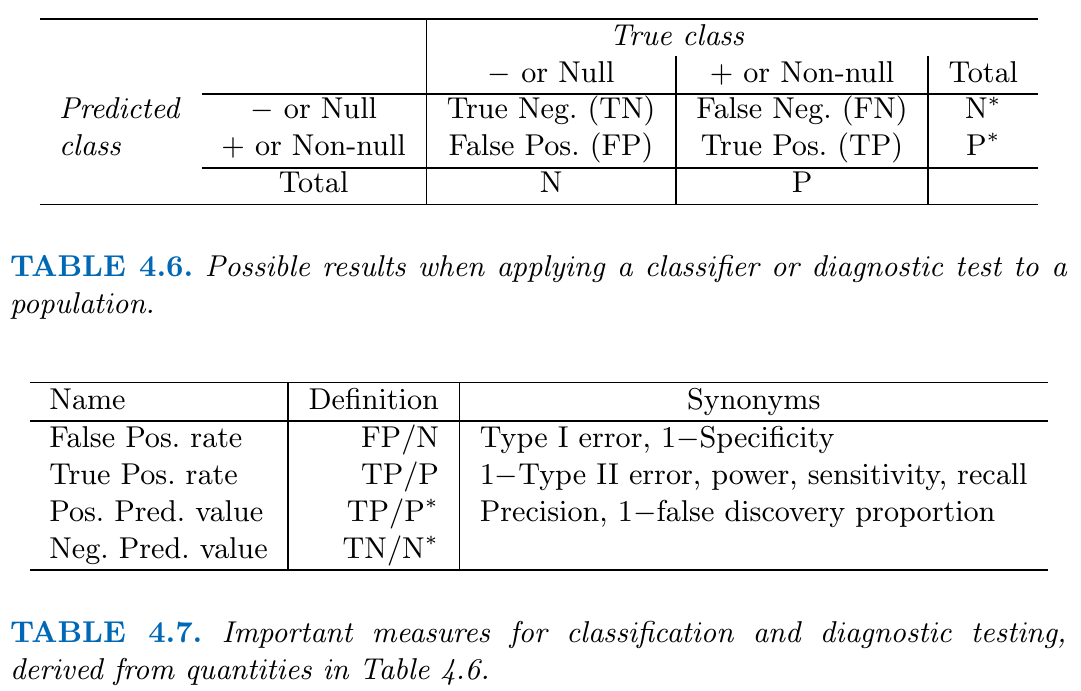 True class
− or Null + or Non-null Total
Predicted − or Null True Neg. (TN) False Neg. (FN) N*
class + or Non-null False Pos. (FP) True Pos. (TP) P*
Total N P
TABLE 4.6. Possible results when applying a classifier or diagnostic test to a
population.
Name Definition Synonyms
False Pos. rate FP/N Type I error, 1−Specificity
True Pos. rate TP/P 1−Type II error, power, sensitivity, recall
Pos. Pred. value TP/P* Precision, 1−false discovery proportion
Neg. Pred. value TN/N*
TABLE 4.7. Important measures for classification and diagnostic testing,
derived from quantities in Table 4.6.